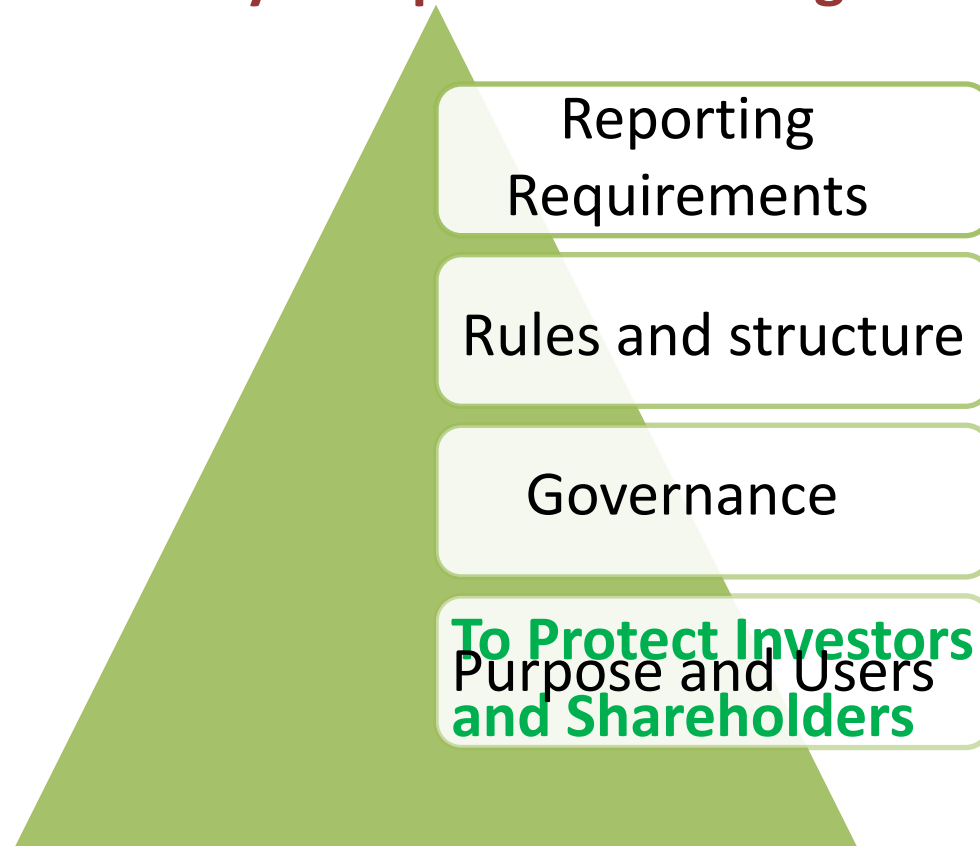 Reporting
Requirements
Rules and structure
Governance
To Protect Investors
Purpose and Users
and Shareholders